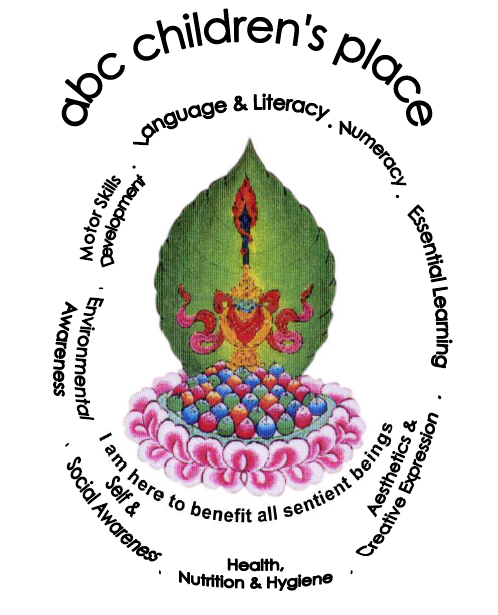 abc children's place
Language & Literacy
Numeracy
Essential Learning
Aesthetics &
Creative Expression
Health,
Nutrition & Hygiene
Self &
Social Awareness
Environmental
Awareness
Motor Skills
Development
I am here to benefit all sentient beings